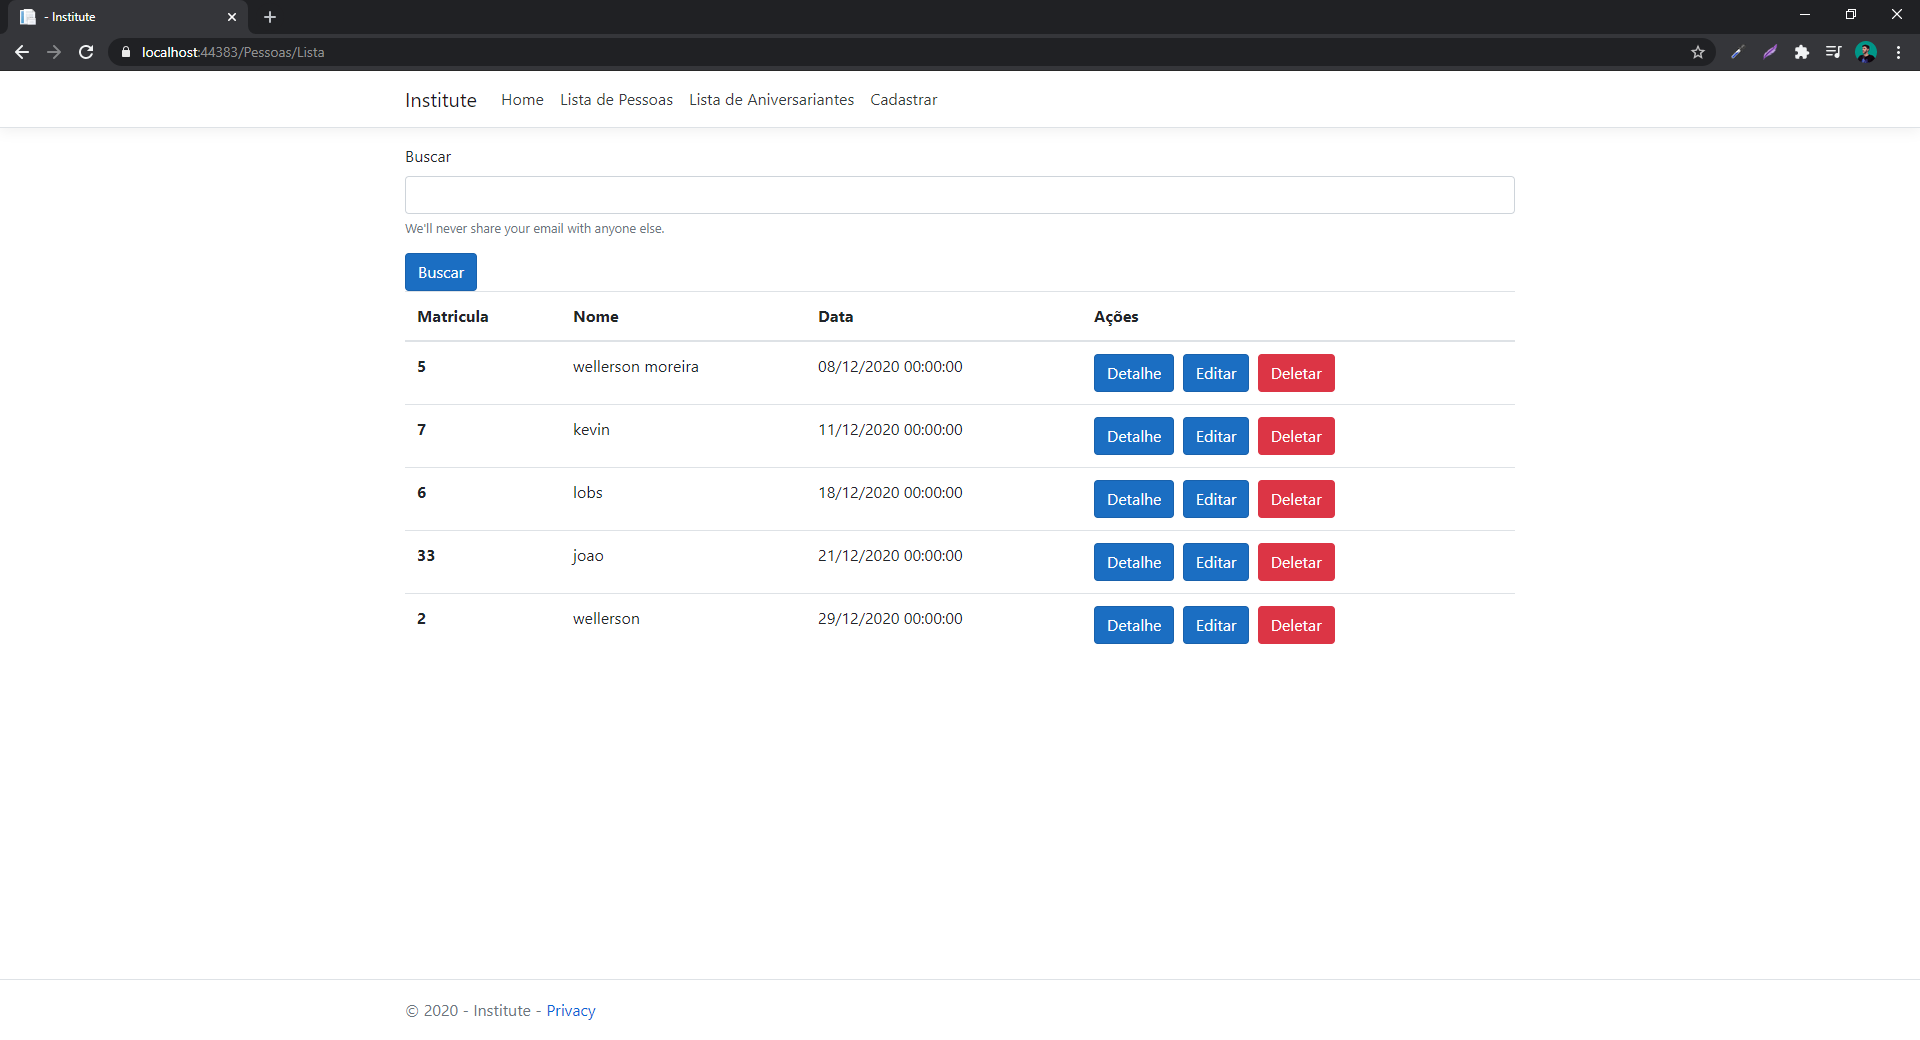 - Institute
localhost:44383/Pessoas/Lista
Institute Home Lista de Pessoas Lista de Aniversariantes Cadastrar
Buscar
We'll never share your email with anyone else.
Buscar
Matricula Nome Data Ações
5 wellerson moreira 08/12/2020 00:00:00 Detalhe Editar Deletar
7 kevin 11/12/2020 00:00:00 Detalhe Editar Deletar
6 lobs 18/12/2020 00:00:00 Detalhe Editar Deletar
33 joao 21/12/2020 00:00:00 Detalhe Editar Deletar
2 wellerson 29/12/2020 00:00:00 Detalhe Editar Deletar
© 2020 - Institute - Privacy